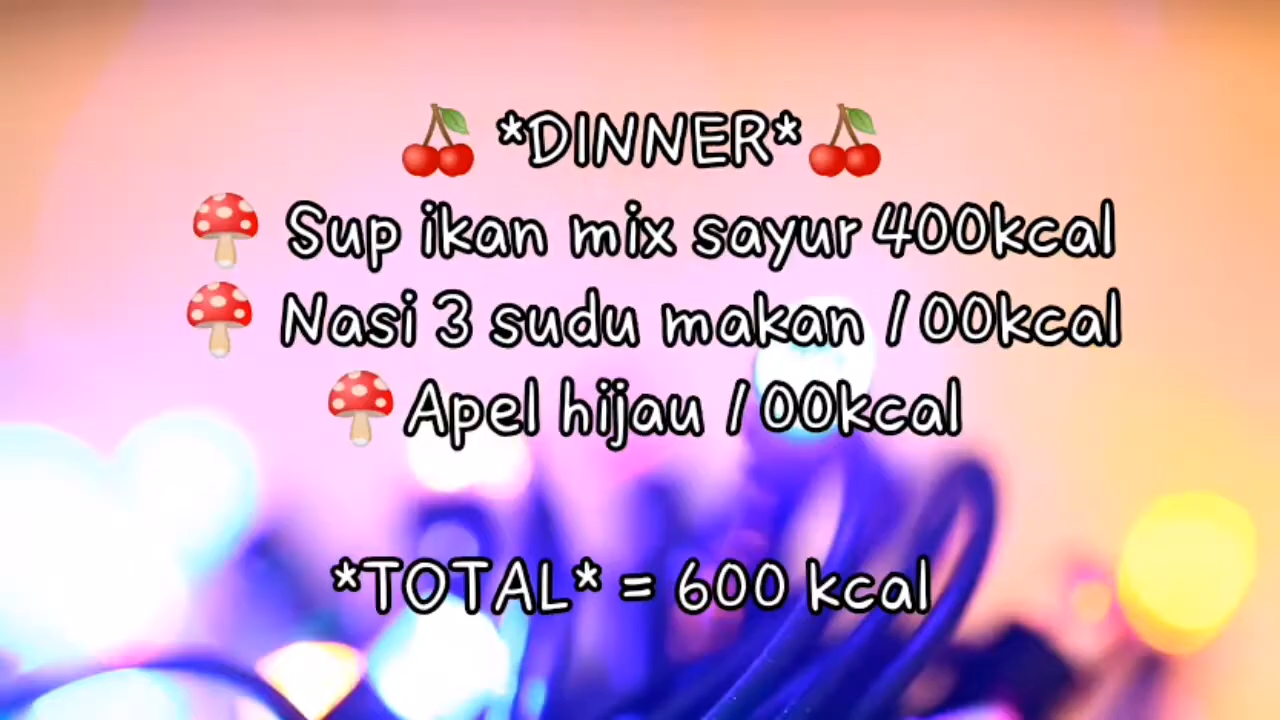 🍒 *DINNER* 🍒
🍄 Sup ikan mix sayur 400kcal
🍄 Nasi 3 sudu makan 100kcal
🍄 Apel hijau 100kcal
*TOTAL* = 600 kcal